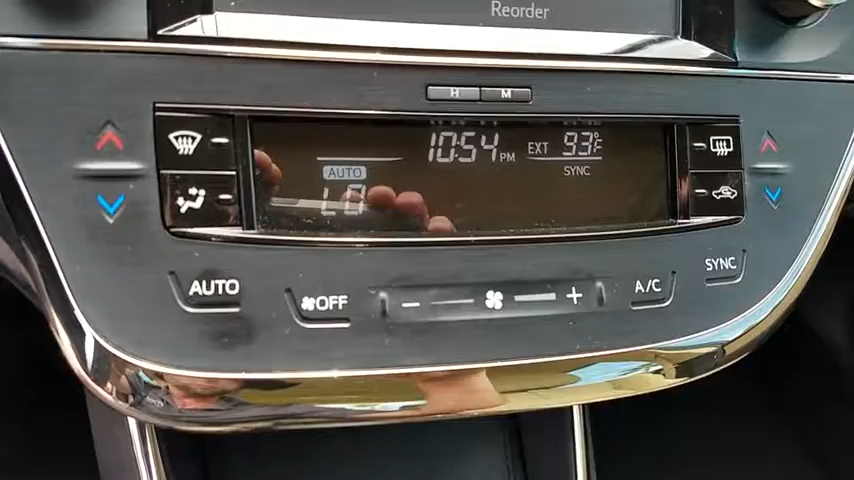 Reorder
H M
10:54 PM EXT 93°F
AUTO SYNC
LO
AUTO
OFF
A/C
SYNC